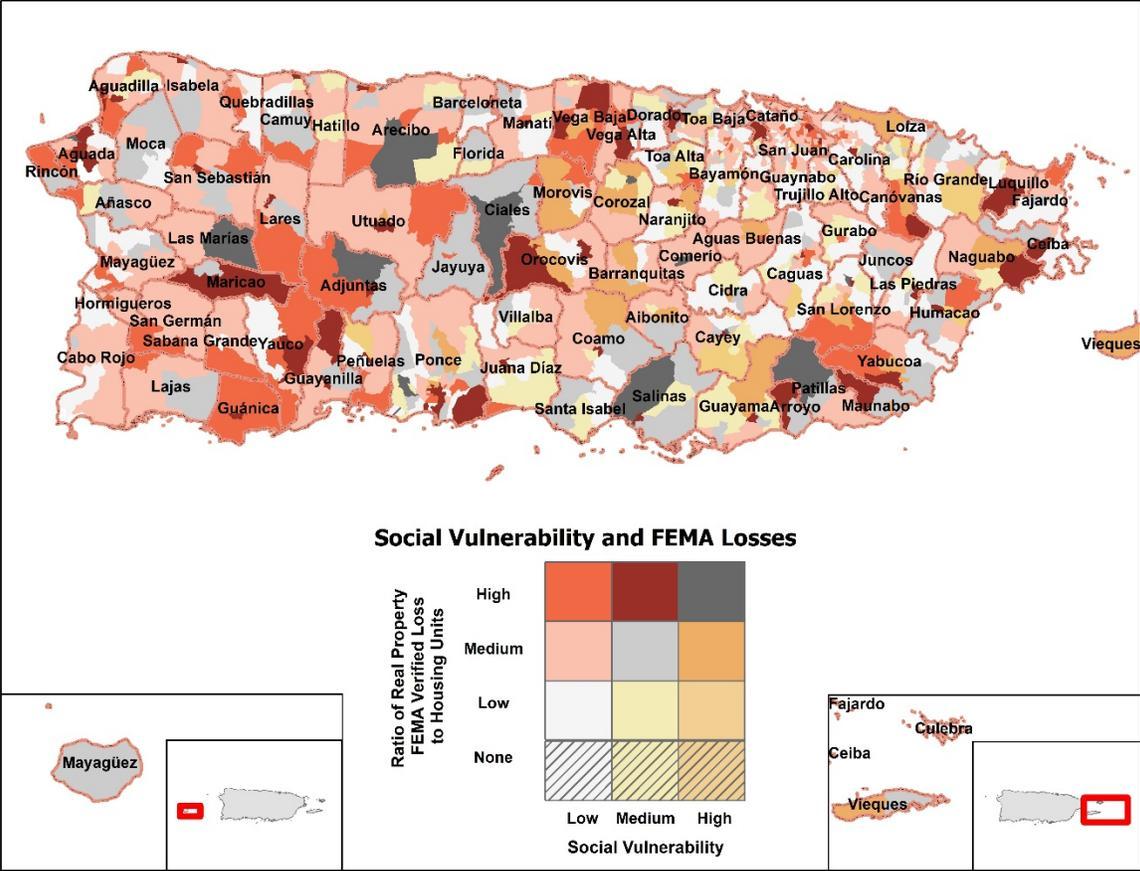 Aguadilla
Isabela
Quebradillas
Camuy
Hatillo
Arecibo
Barceloneta
Manatí
Vega Baja
Vega Alta
Dorado
Toa Baja
Cataño
Loíza
Aguada
Moca
Rincón
San Sebastián
Florida
Toa Alta
Bayamón
San Juan
Guaynabo
Carolina
Trujillo Alto
Canóvanas
Río Grande
Luquillo
Fajardo
Añasco
Lares
Utuado
Ciales
Morovis
Corozal
Naranjito
Las Marías
Aguas Buenas
Gurabo
Ceiba
Mayagüez
Maricao
Adjuntas
Jayuya
Orocovis
Barranquitas
Comerío
Caguas
Juncos
Naguabo
Cidra
Las Piedras
Hormigueros
San Germán
Sabana Grande
Yauco
Villalba
Aibonito
San Lorenzo
Humacao
Cabo Rojo
Peñuelas
Ponce
Coamo
Cayey
Vieques
Lajas
Guayanilla
Juana Díaz
Yabucoa
Guánica
Santa Isabel
Salinas
Guayama
Arroyo
Patillas
Maunabo
Social Vulnerability and FEMA Losses
Ratio of Real Property
FEMA Verified Loss
to Housing Units
High
Medium
Low
None
Low
Medium
High
Social Vulnerability
Mayagüez
Fajardo
Culebra
Ceiba
Vieques